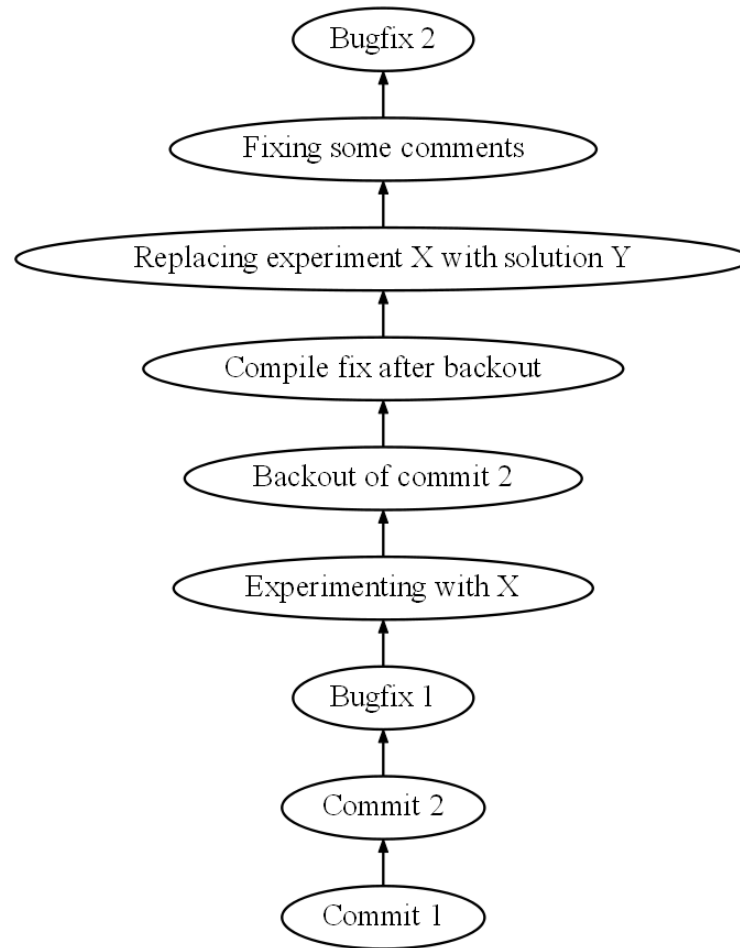 Bugfix 2
Fixing some comments
Replacing experiment X with solution Y
Compile fix after backout
Backout of commit 2
Experimenting with X
Bugfix 1
Commit 2
Commit 1